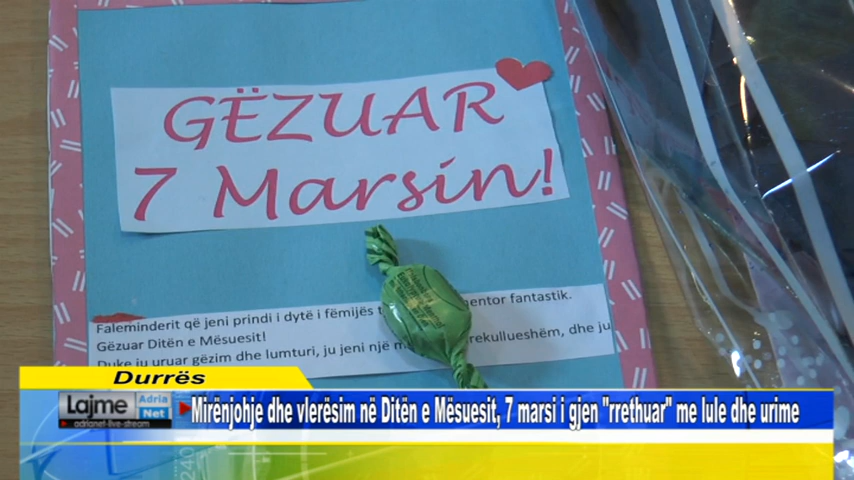 GËZUAR
7 Marsin!
Faleminderit që jeni prindi i dytë i fëmijës entor fantastik.
Gëzuar Ditën e Mësuesit!
Duke ju uruar gëzim dhe lumturi, ju jeni një rekullueshëm, dhe ju
Durrës
Lajme Adria Net
adrianet-live-stream
Mirënjohje dhe vlerësim në Ditën e Mësuesit, 7 marsi i gjen "rrethuar" me lule dhe urime